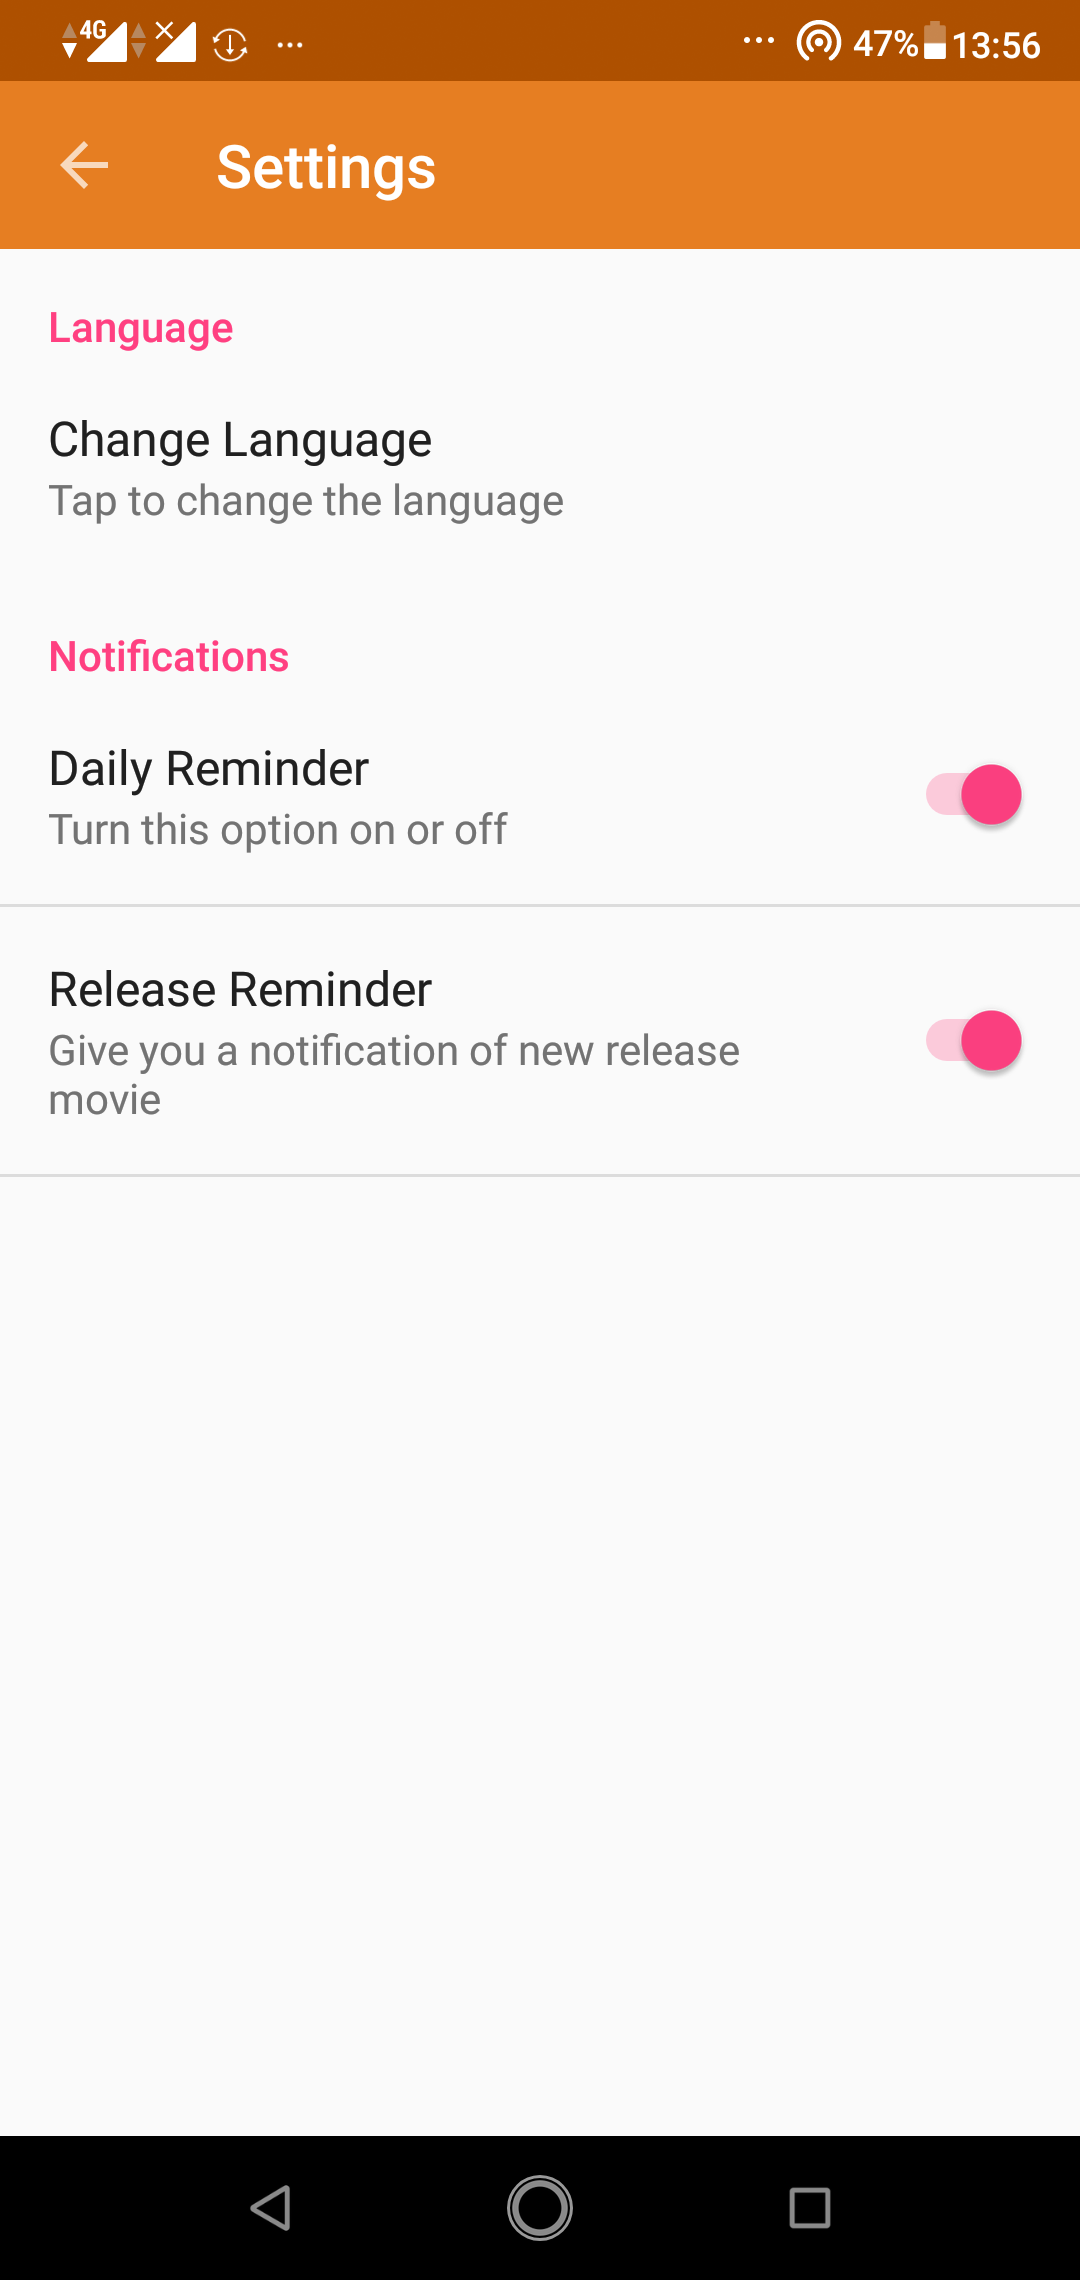 4G
47% 13:56
Settings
Language
Change Language
Tap to change the language
Notifications
Daily Reminder
Turn this option on or off
Release Reminder
Give you a notification of new release
movie